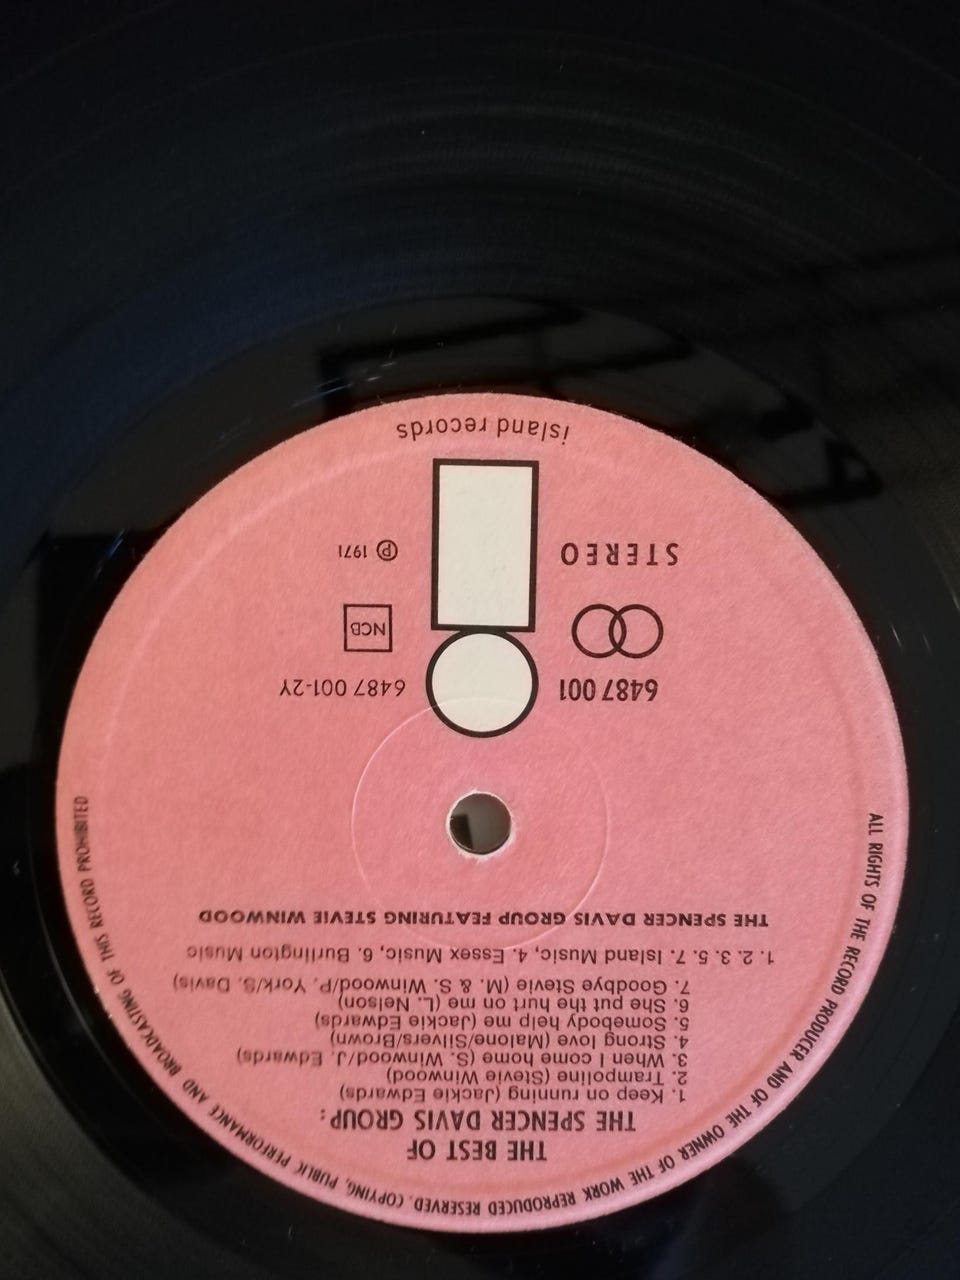 THE BEST OF
THE SPENCER DAVIS GROUP:
1. Keep on running (Jackie Edwards)
2. Trampoline (Stevie Winwood)
3. When I come home (S. Winwood/J. Edwards)
4. Strong love (Malone/Silvers/Brown)
5. Somebody help me (Jackie Edwards)
6. She put the hurt on me (L. Nelson)
7. Goodbye Stevie (M. & S. Winwood/P. York/S. Davis)
1. 2. 3. 5. 7. Island Music, 4. Essex Music, 6. Burlington Music
THE SPENCER DAVIS GROUP FEATURING STEVIE WINWOOD
6487 001
6487 001-2Y
NCB
STEREO
℗ 1971
island records
ALL RIGHTS OF THE RECORD PRODUCER AND OF THE OWNER OF THE WORK REPRODUCED RESERVED. COPYING, PUBLIC PERFORMANCE AND BROADCASTING OF THIS RECORD PROHIBITED